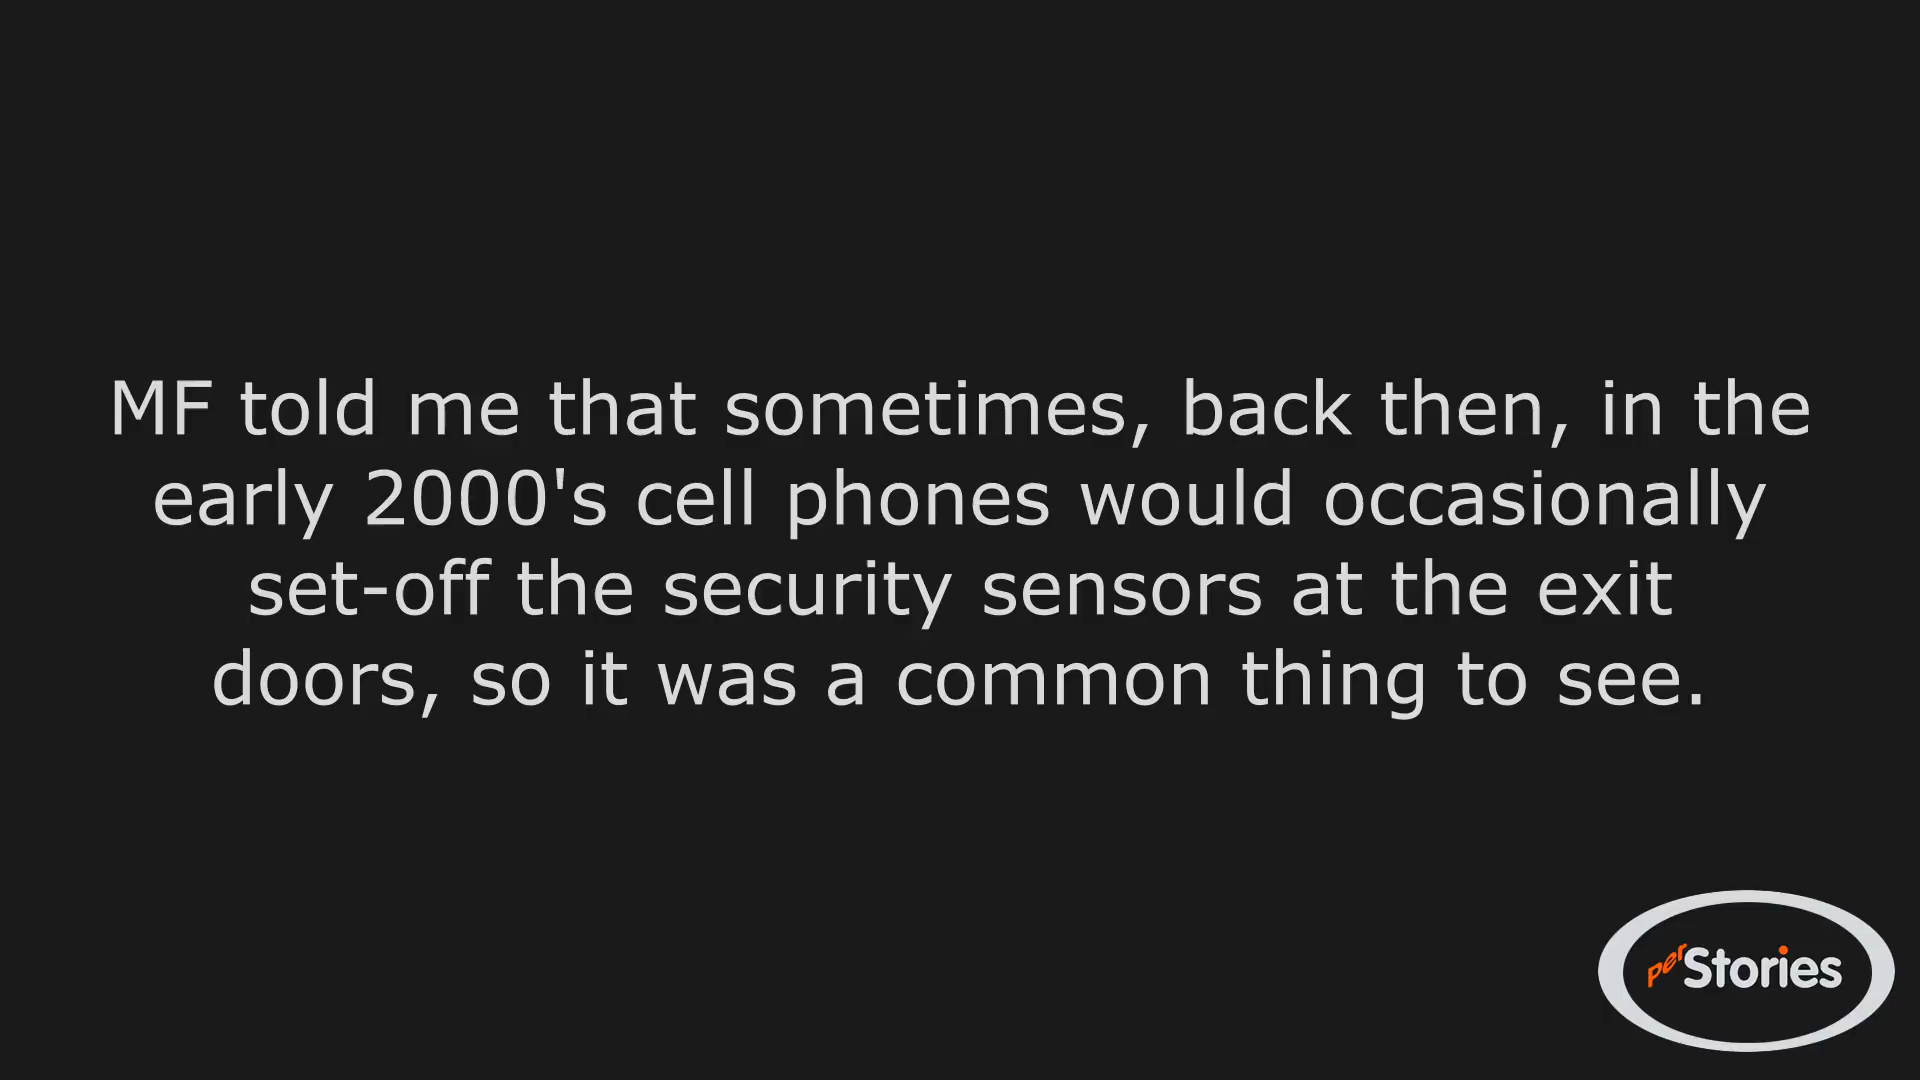 MF told me that sometimes, back then, in the
early 2000's cell phones would occasionally
set-off the security sensors at the exit
doors, so it was a common thing to see.
perStories